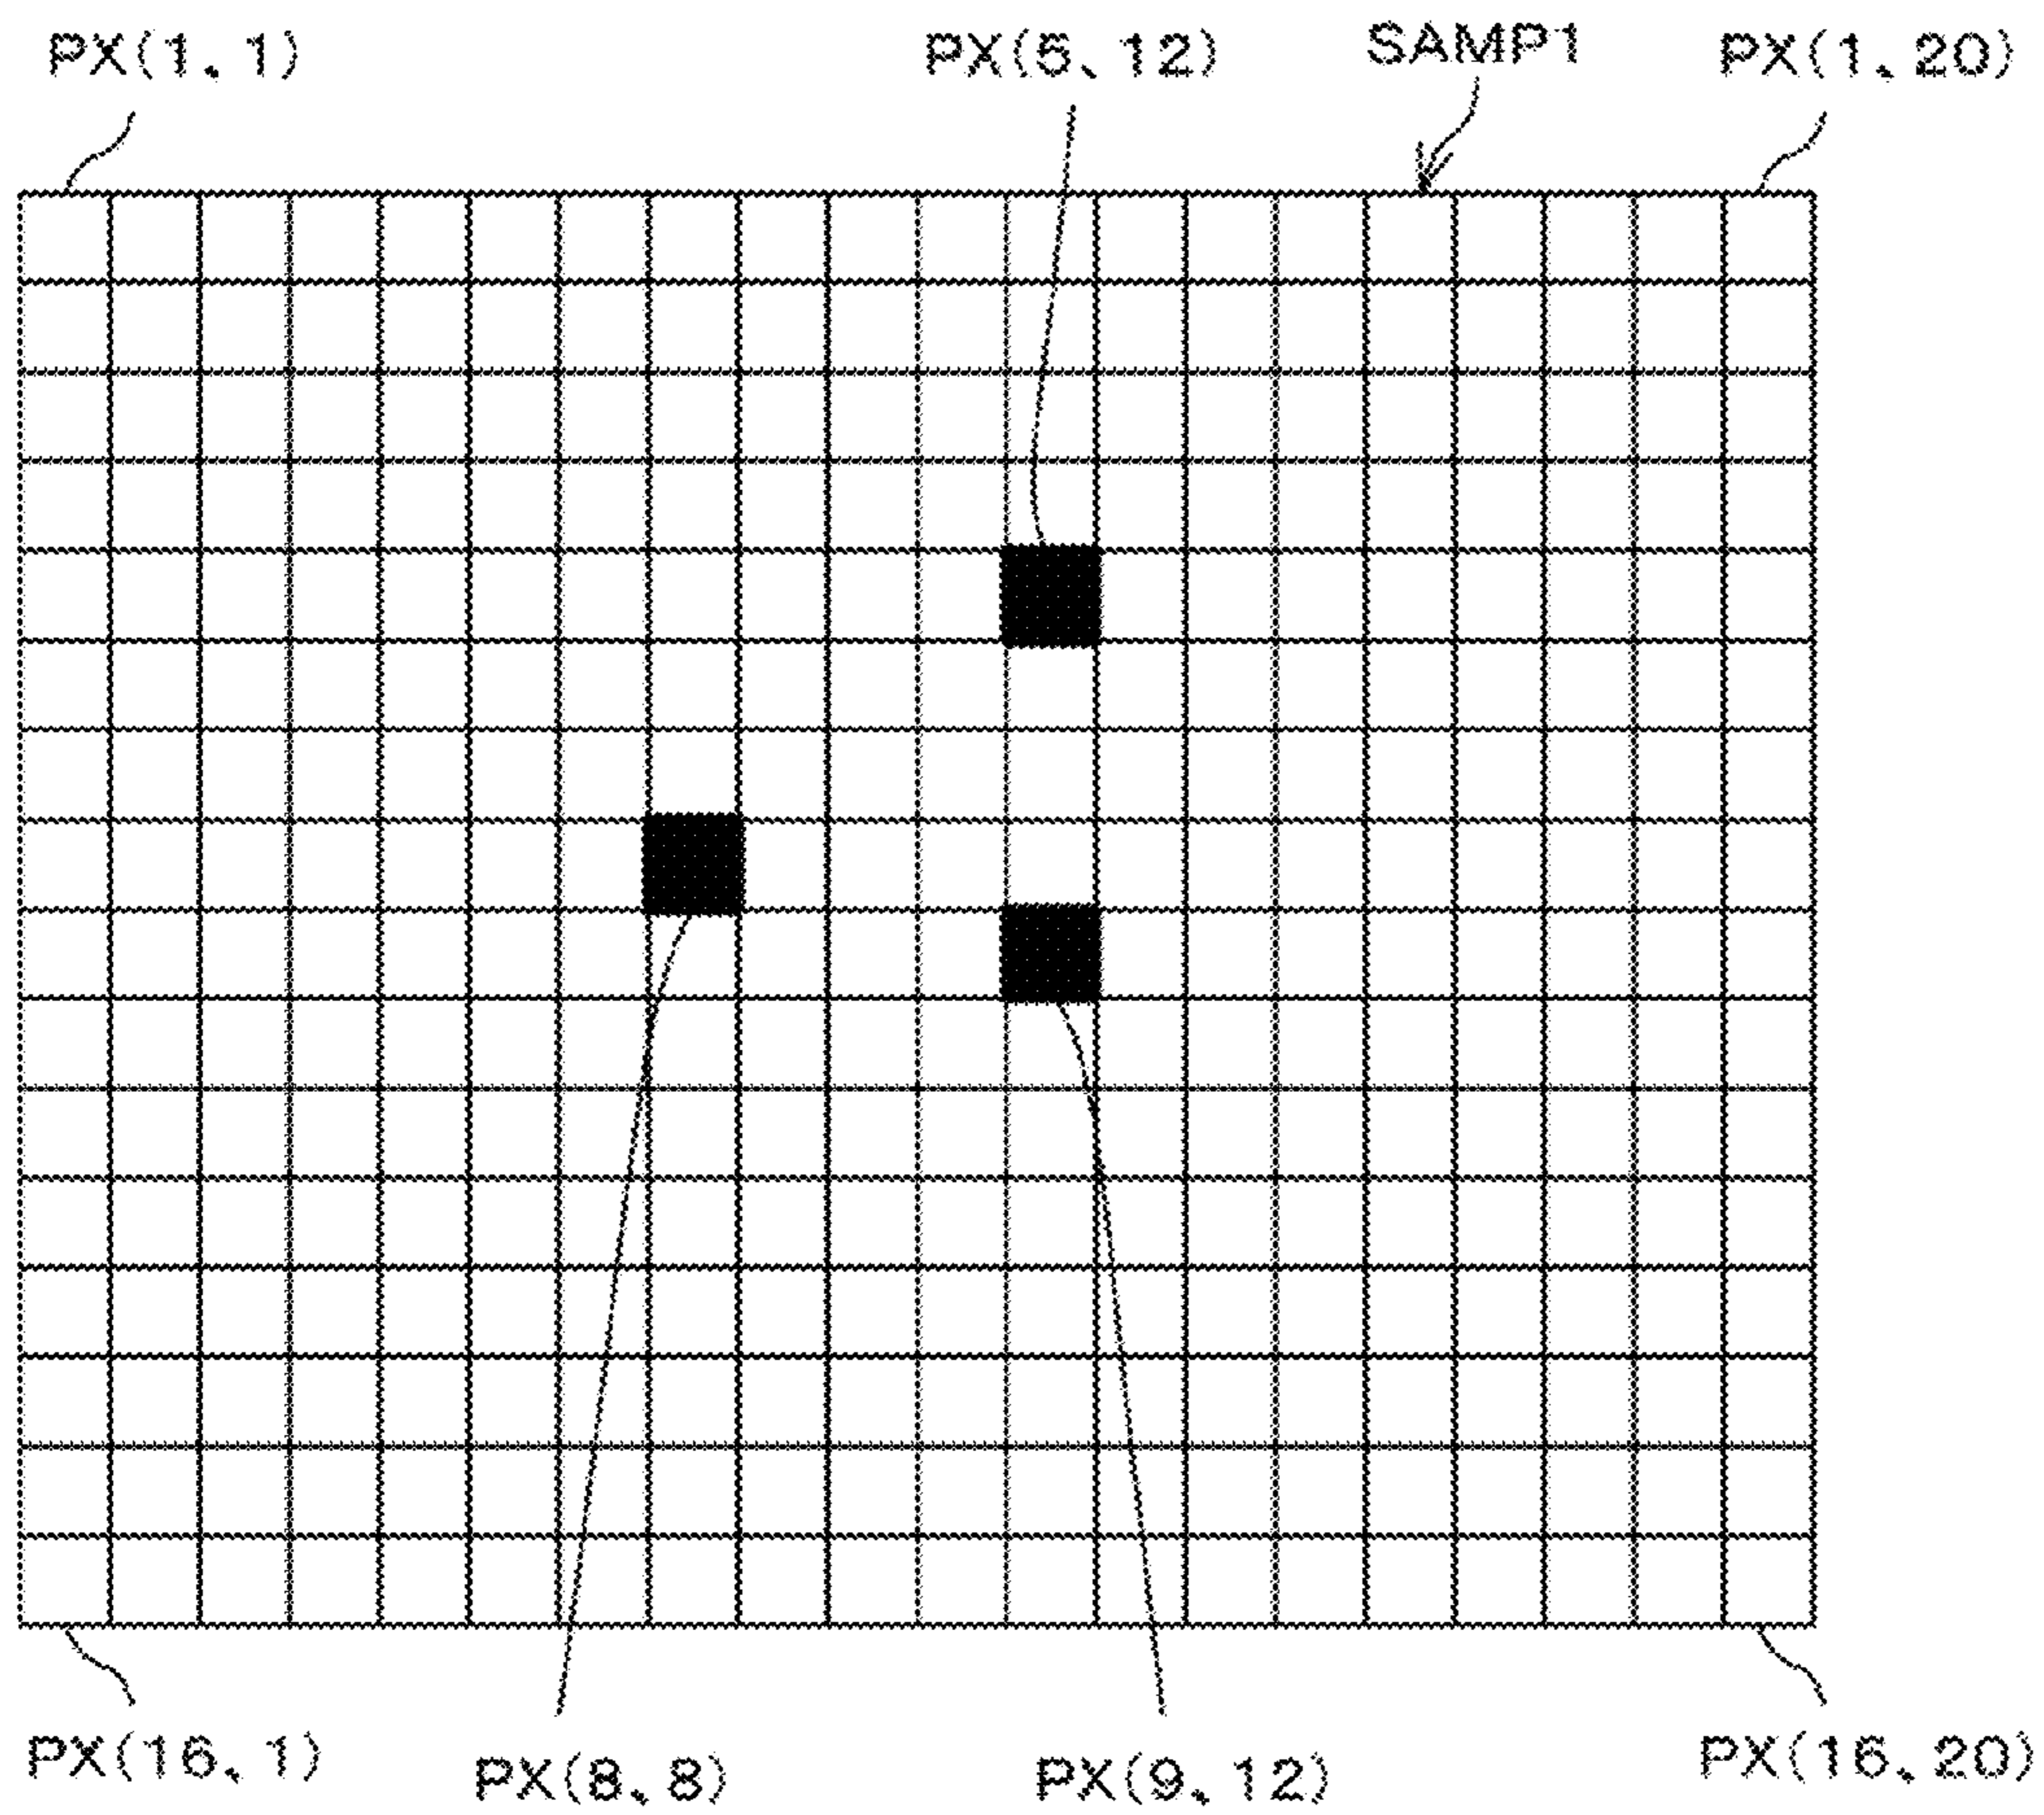 PX(1、1)
PX(5、12)
SAMP1
PX(1、20)
PX(16、1)
PX(8、8)
PX(9、12)
PX(16、20)